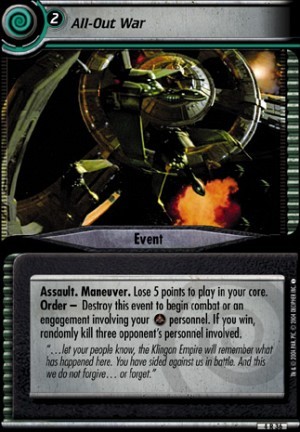 2 All-Out War
Event
Assault. Maneuver. Lose 5 points to play in your core.
Order – Destroy this event to begin combat or an
engagement involving your personnel. If you win,
randomly kill three opponent's personnel involved.
"...let your people know, the Klingon Empire will remember what
has happened here. You have sided against us in battle. And this
we do not forgive... or forget."
6 R 36